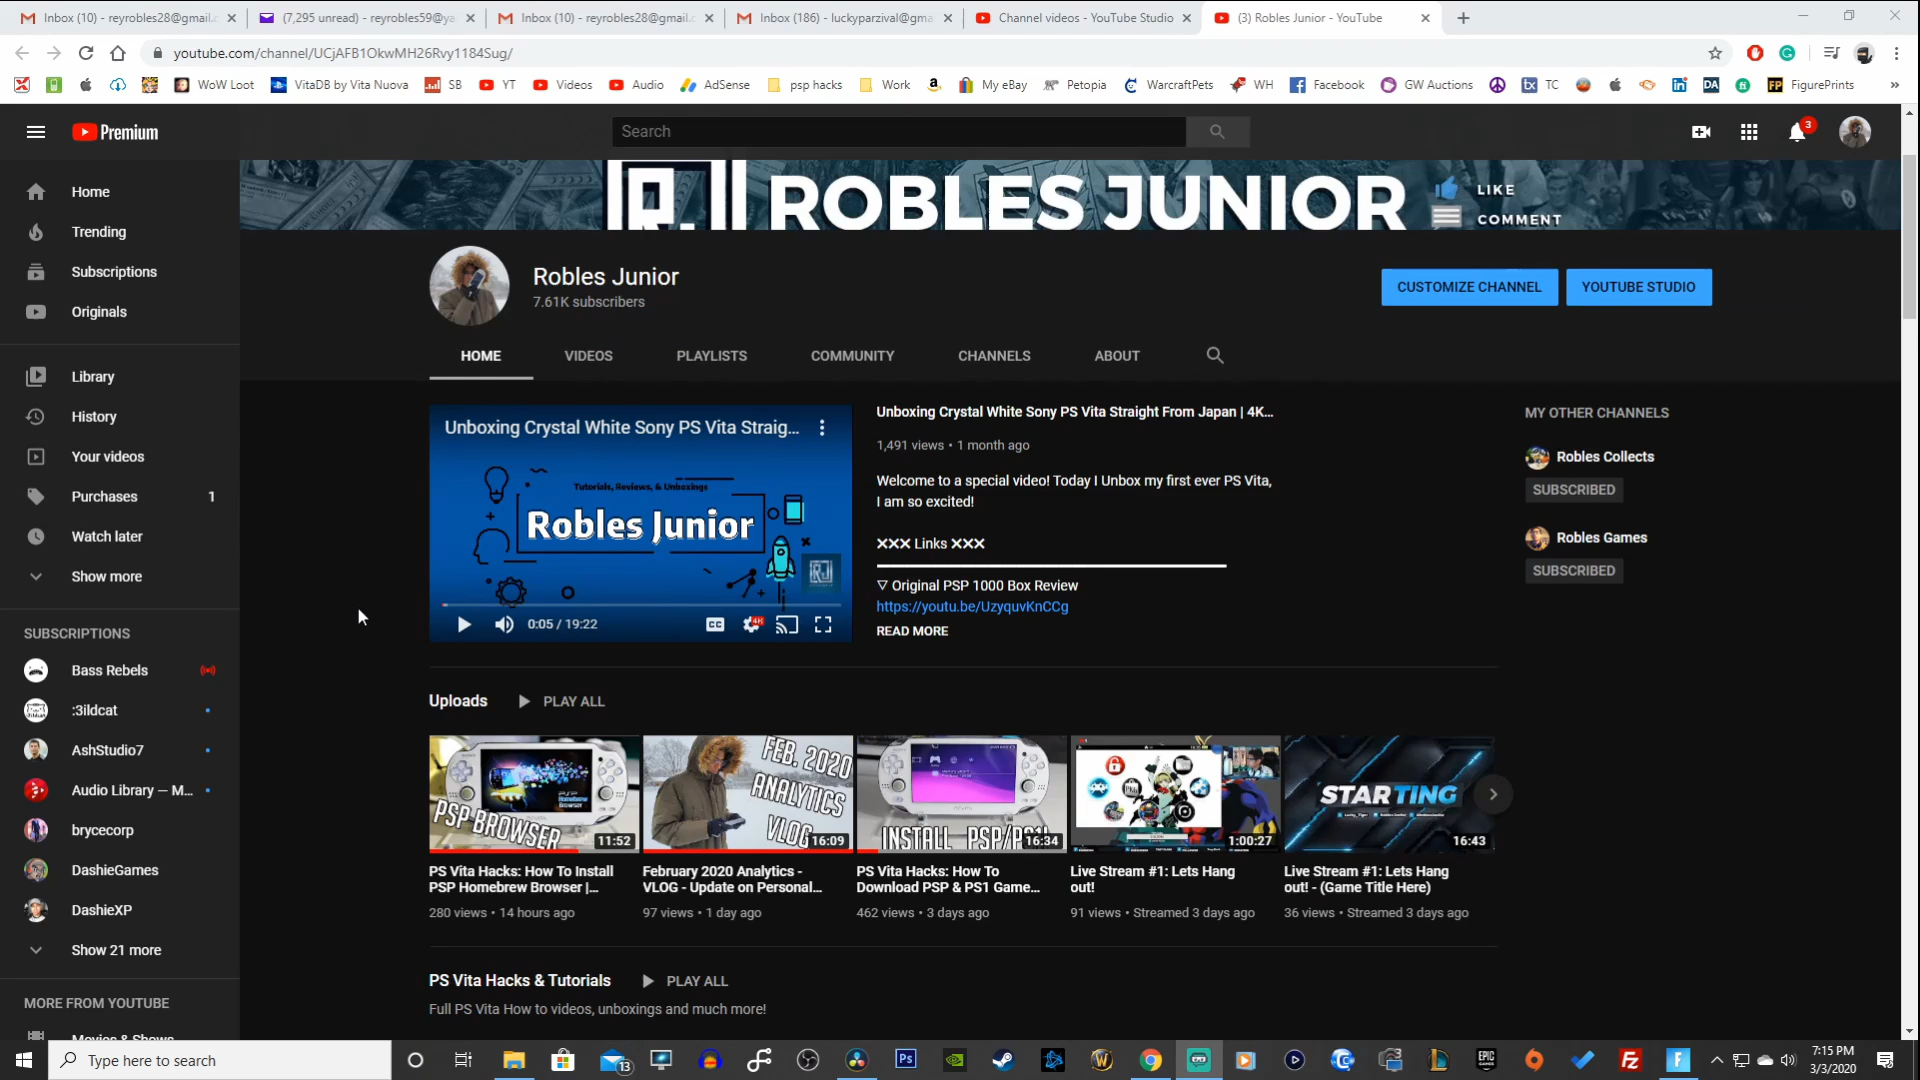 Inbox (10) - reyrobles28@gmail.c
(7,295 unread) - reyrobles59@ya
Inbox (10) - reyrobles28@gmail.c
Inbox (186) - luckyparzival@gma
Channel videos - YouTube Studio
(3) Robles Junior - YouTube
youtube.com/channel/UCjAFB1OkwMH26Rvy1184Sug/
WoW Loot
VitaDB by Vita Nuova
SB
YT
Videos
Audio
AdSense
psp hacks
Work
My eBay
Petopia
WarcraftPets
WH
Facebook
GW Auctions
TC
FigurePrints
Premium
Search
3
Home
Trending
Subscriptions
Originals
Library
History
Your videos
Purchases 1
Watch later
Show more
SUBSCRIPTIONS
Bass Rebels
:3ildcat
AshStudio7
Audio Library — M...
brycecorp
DashieGames
DashieXP
Show 21 more
MORE FROM YOUTUBE
Movies & Shows
ROBLES JUNIOR
LIKE
COMMENT
Robles Junior
7.61K subscribers
CUSTOMIZE CHANNEL
YOUTUBE STUDIO
HOME
VIDEOS
PLAYLISTS
COMMUNITY
CHANNELS
ABOUT
Unboxing Crystal White Sony PS Vita Straig...
Tutorials, Reviews, & Unboxings
Robles Junior
0:05 / 19:22
Unboxing Crystal White Sony PS Vita Straight From Japan | 4K...
1,491 views • 1 month ago
Welcome to a special video! Today I Unbox my first ever PS Vita,
I am so excited!
XXX Links XXX
▽ Original PSP 1000 Box Review
https://youtu.be/UzyquvKnCCg
READ MORE
MY OTHER CHANNELS
Robles Collects
SUBSCRIBED
Robles Games
SUBSCRIBED
Uploads
PLAY ALL
PSP BROWSER
11:52
PS Vita Hacks: How To Install
PSP Homebrew Browser |...
280 views • 14 hours ago
FEB. 2020
ANALYTICS
VLOG
16:09
February 2020 Analytics -
VLOG - Update on Personal...
97 views • 1 day ago
INSTALL PSP/PS1
16:34
PS Vita Hacks: How To
Download PSP & PS1 Game...
462 views • 3 days ago
1:00:27
Live Stream #1: Lets Hang
out!
91 views • Streamed 3 days ago
STARTING
16:43
Live Stream #1: Lets Hang
out! - (Game Title Here)
36 views • Streamed 3 days ago
PS Vita Hacks & Tutorials
PLAY ALL
Full PS Vita How to videos, unboxings and much more!
Type here to search
13
7:15 PM
3/3/2020